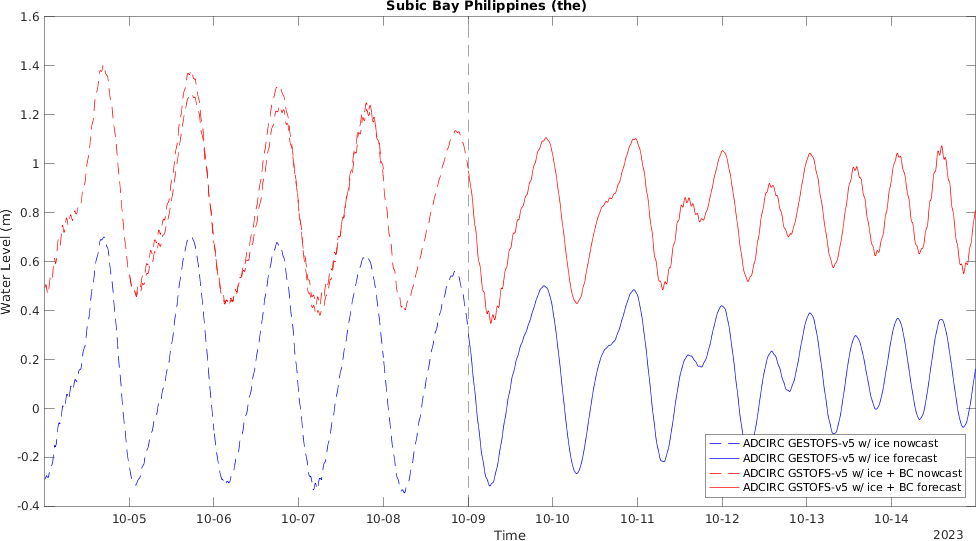 Subic Bay Philippines (the)
1.6
1.4
1.2
1
0.8
0.6
0.4
0.2
0
-0.2
-0.4
Water Level (m)
ADCIRC GESTOFS-v5 w/ ice nowcast
ADCIRC GESTOFS-v5 w/ ice forecast
ADCIRC GSTOFS-v5 w/ ice + BC nowcast
ADCIRC GSTOFS-v5 w/ ice + BC forecast
10-05 10-06 10-07 10-08 10-09 10-10 10-11 10-12 10-13 10-14
Time
2023